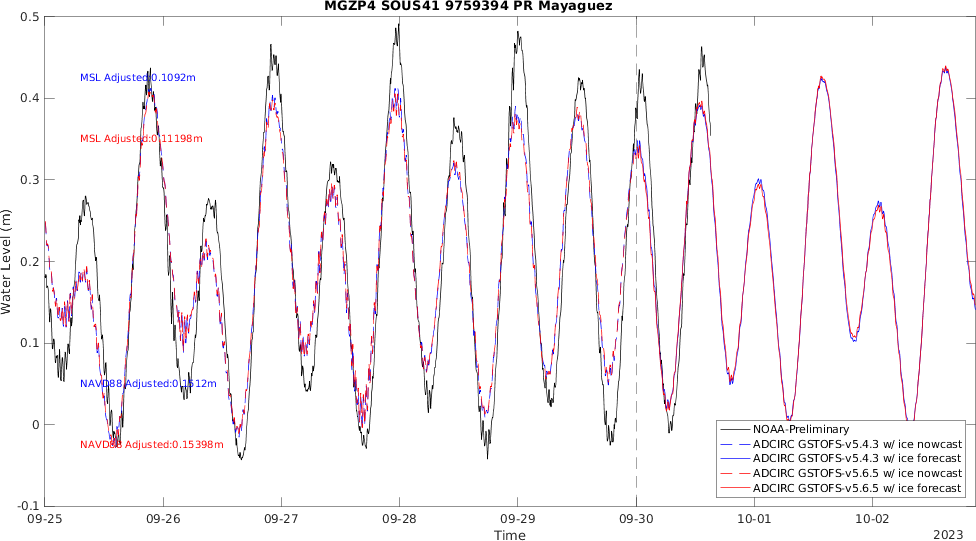 MGZP4 SOUS41 9759394 PR Mayaguez
0.5
0.4
0.3
0.2
0.1
0
-0.1
Water Level (m)
MSL Adjusted:0.1092m
MSL Adjusted:0.11198m
NAVD88 Adjusted:0.1512m
NAVD88 Adjusted:0.15398m
NOAA-Preliminary
ADCIRC GSTOFS-v5.4.3 w/ ice nowcast
ADCIRC GSTOFS-v5.4.3 w/ ice forecast
ADCIRC GSTOFS-v5.6.5 w/ ice nowcast
ADCIRC GSTOFS-v5.6.5 w/ ice forecast
09-25 09-26 09-27 09-28 09-29 09-30 10-01 10-02
Time
2023